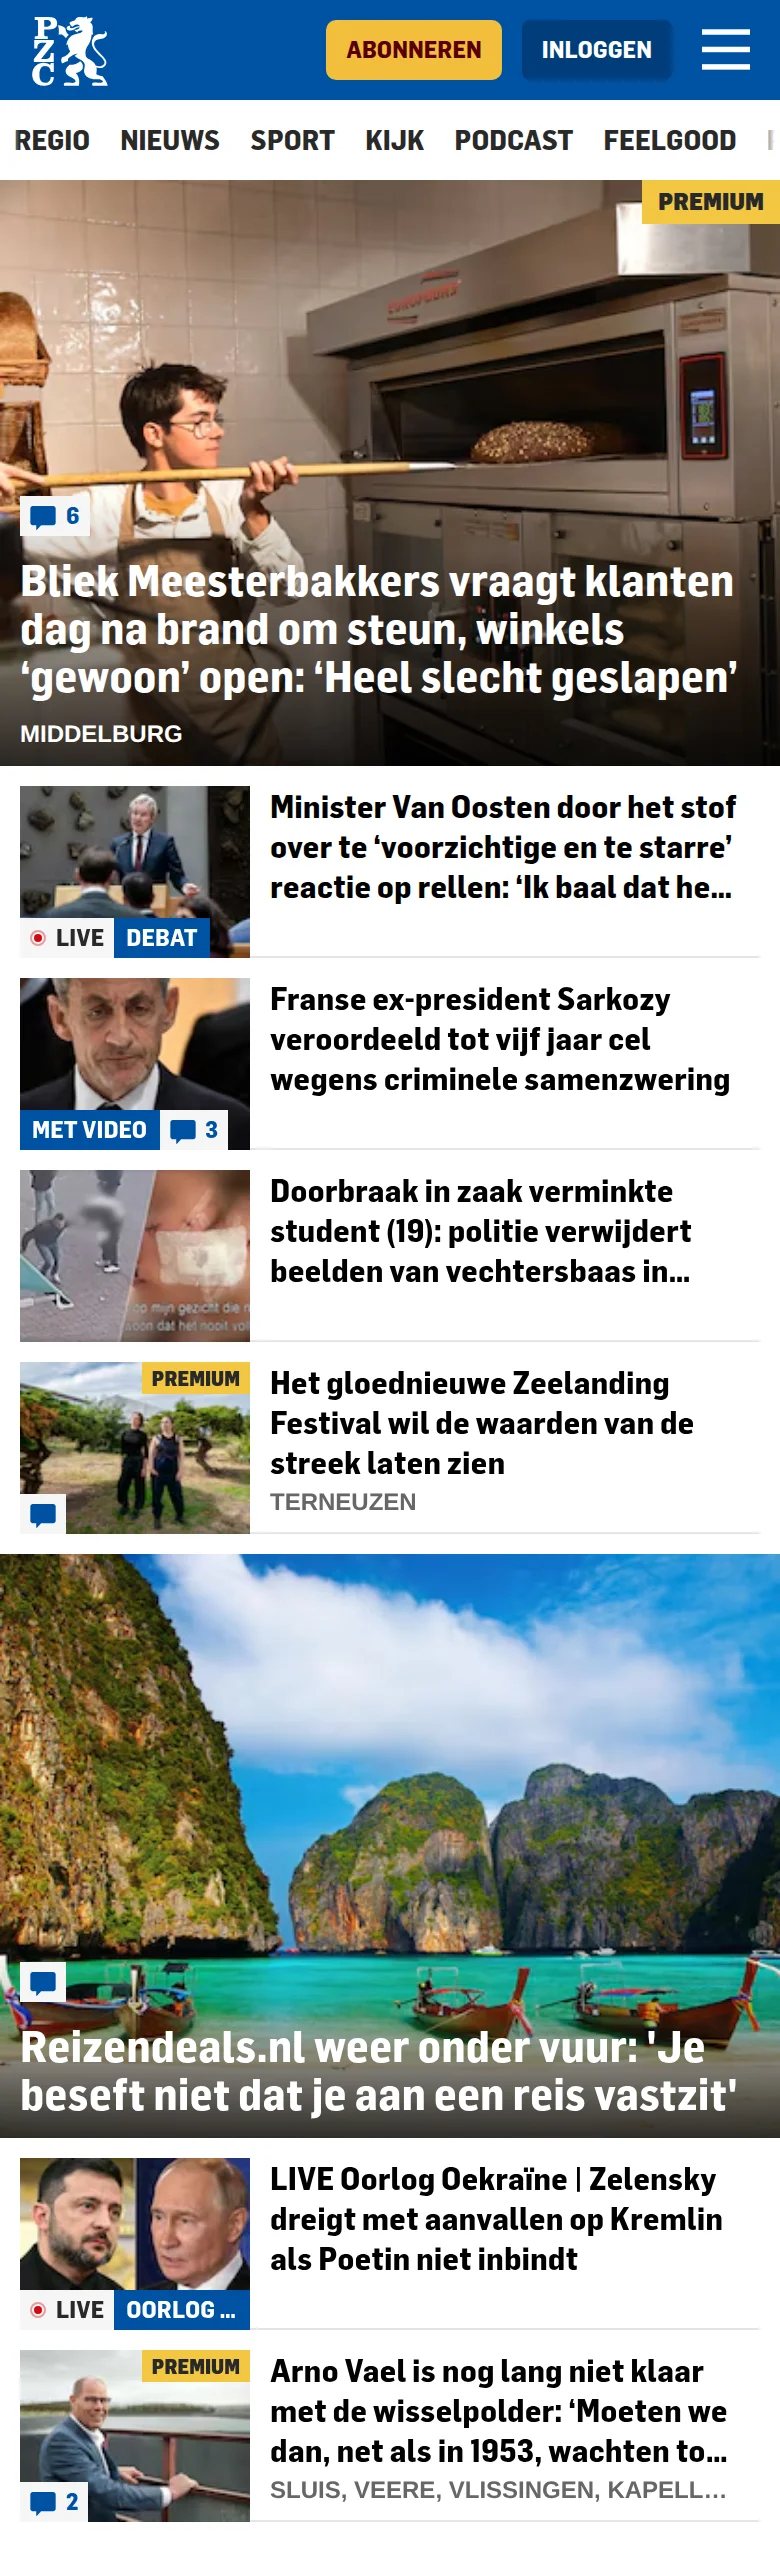 PZC
ABONNEREN
INLOGGEN
REGIO NIEUWS SPORT KIJK PODCAST FEELGOOD
PREMIUM
6
Bliek Meesterbakkers vraagt klanten
dag na brand om steun, winkels
‘gewoon’ open: ‘Heel slecht geslapen’
MIDDELBURG
Minister Van Oosten door het stof
over te ‘voorzichtige en te starre’
reactie op rellen: ‘Ik baal dat he...
LIVE DEBAT
Franse ex-president Sarkozy
veroordeeld tot vijf jaar cel
wegens criminele samenzwering
MET VIDEO 3
Doorbraak in zaak verminkte
student (19): politie verwijdert
beelden van vechtersbaas in...
op mijn gezicht die
dat het nooit
PREMIUM
Het gloednieuwe Zeelanding
Festival wil de waarden van de
streek laten zien
TERNEUZEN
Reizendeals.nl weer onder vuur: 'Je
beseft niet dat je aan een reis vastzit'
LIVE Oorlog Oekraïne | Zelensky
dreigt met aanvallen op Kremlin
als Poetin niet inbindt
LIVE OORLOG ...
PREMIUM
Arno Vael is nog lang niet klaar
met de wisselpolder: ‘Moeten we
dan, net als in 1953, wachten to...
SLUIS, VEERE, VLISSINGEN, KAPELL...
2